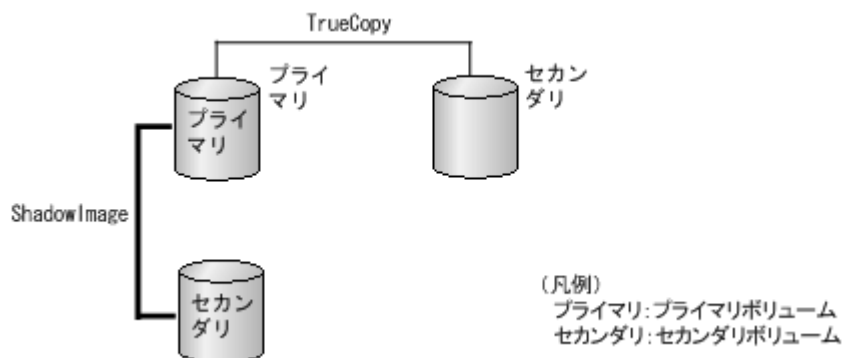 TrueCopy
プライ
マリ
セカン
ダリ
プライ
マリ
ShadowImage
セカン
ダリ
(凡例)
プライマリ:プライマリボリューム
セカンダリ:セカンダリボリューム